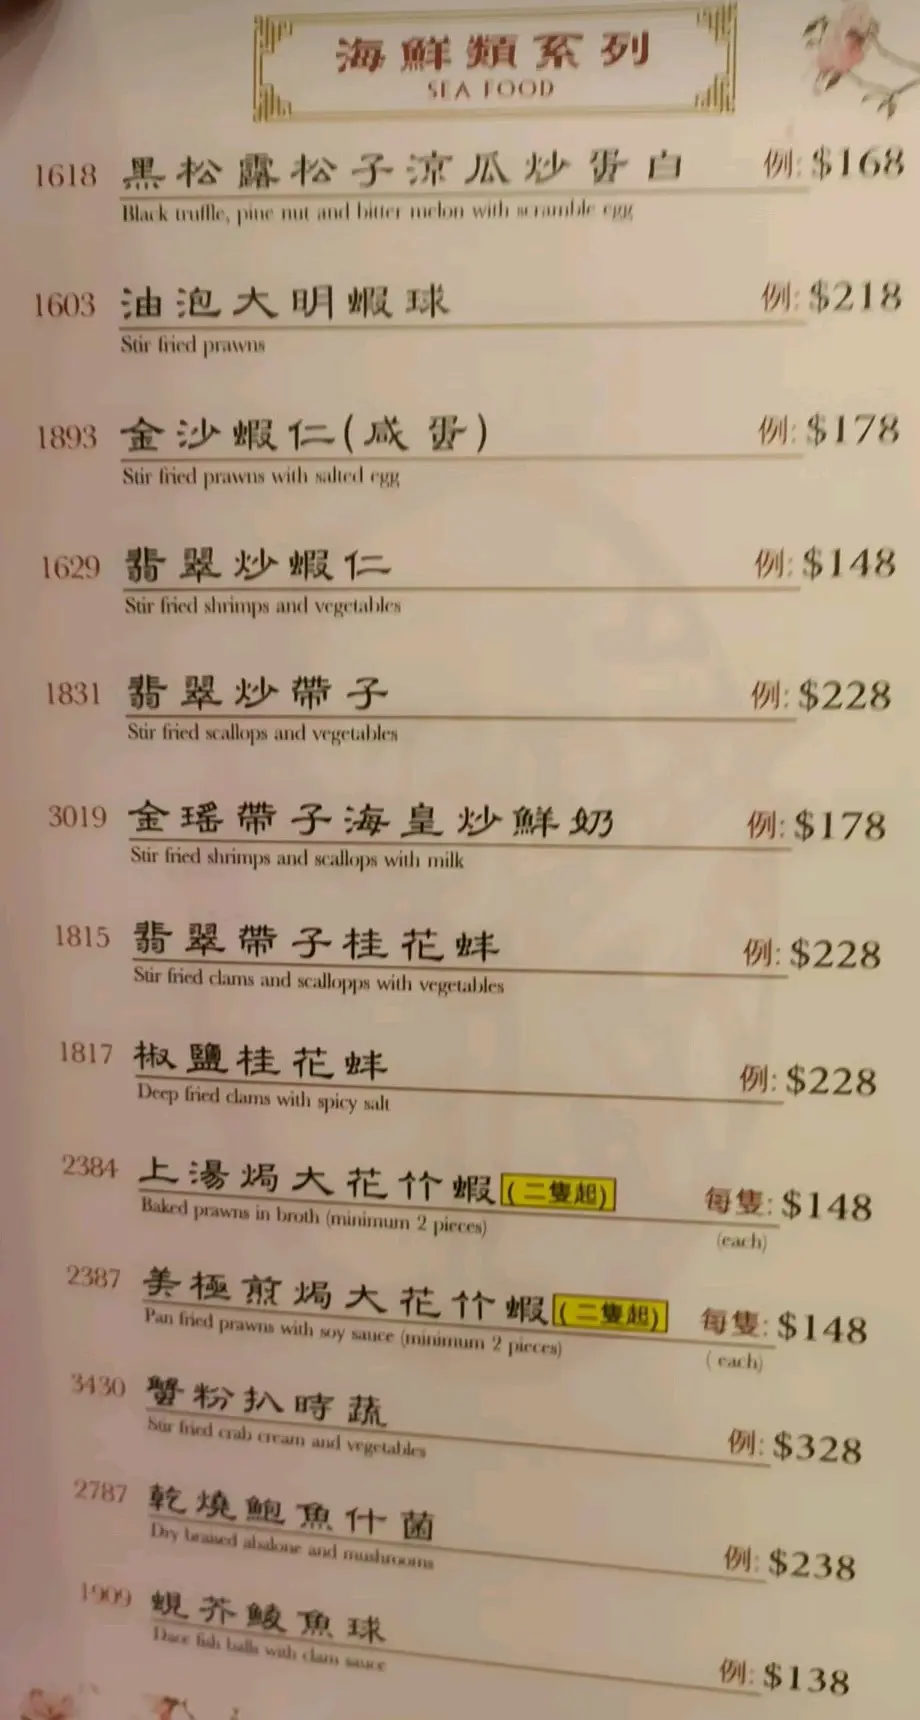 海鮮類系列
SEA FOOD
1618 黑松露松子涼瓜炒蛋白 例: $168
Black truffle, pine nut and bitter melon with scramble egg
1603 油泡大明蝦球 例: $218
Stir fried prawns
1893 金沙蝦仁(咸蛋) 例: $178
Stir fried prawns with salted egg
1629 翡翠炒蝦仁 例: $148
Stir fried shrimps and vegetables
1831 翡翠炒帶子 例: $228
Stir fried scallops and vegetables
3019 金瑤帶子海皇炒鮮奶 例: $178
Stir fried shrimps and scallops with milk
1815 翡翠帶子桂花蚌 例: $228
Stir fried clams and scallopps with vegetables
1817 椒鹽桂花蚌 例: $228
Deep fried clams with spicy salt
2384 上湯焗大花竹蝦(二隻起) 每隻: $148
Baked prawns in broth (minimum 2 pieces) (each)
2387 美極煎焗大花竹蝦(二隻起) 每隻: $148
Pan fried prawns with soy sauce (minimum 2 pieces) ( each)
3430 蟹粉扒時蔬 例: $328
Stir fried crab cream and vegetables
2787 乾燒鮑魚什菌 例: $238
Dry braised abalone and mushrooms
1909 蜆芥鯪魚球 例: $138
Dace fish balls with clam sauce